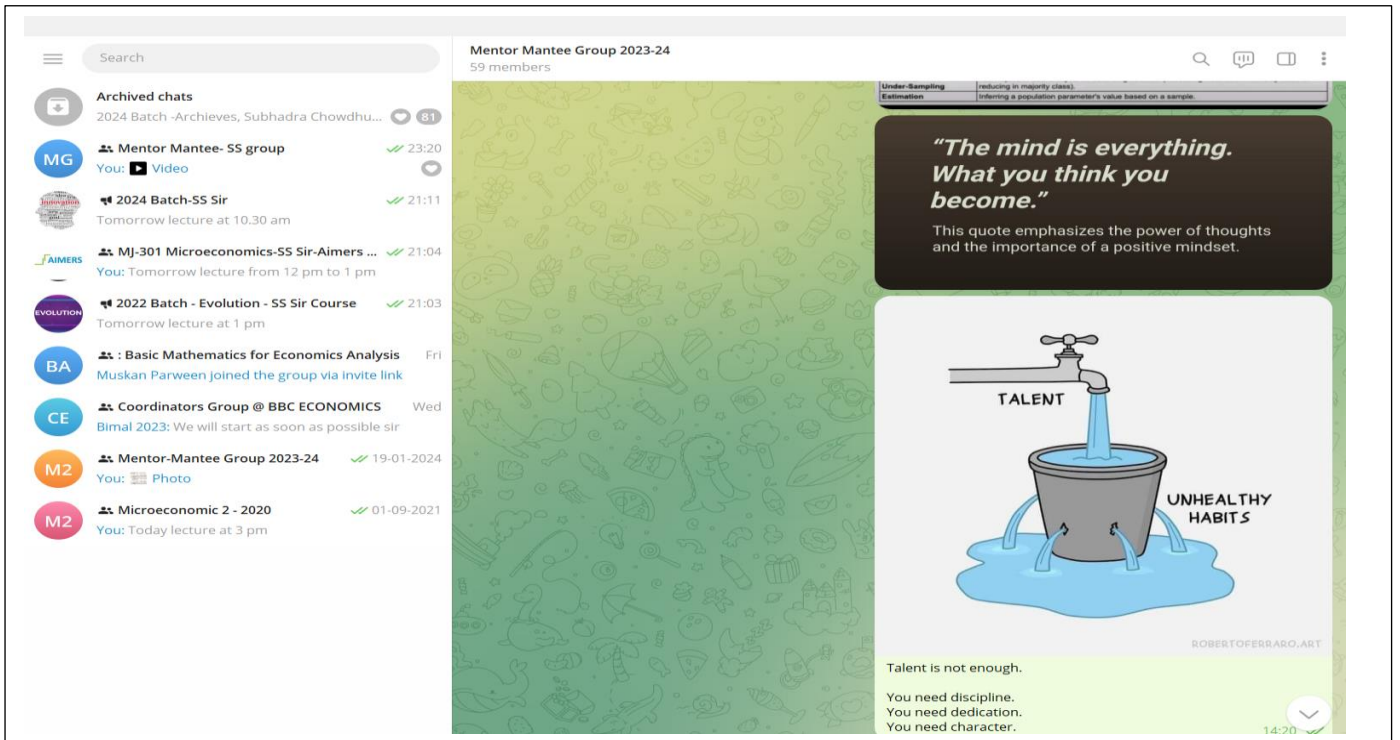 Search
Archived chats
2024 Batch -Archieves, Subhadra Chowdhu... 81
MG
Mentor Mantee- SS group 23:20
You: Video
Innovation
2024 Batch-SS Sir 21:11
Tomorrow lecture at 10.30 am
AIMERS
MJ-301 Microeconomics-SS Sir-Aimers ... 21:04
You: Tomorrow lecture from 12 pm to 1 pm
EVOLUTION
2022 Batch - Evolution - SS Sir Course 21:03
Tomorrow lecture at 1 pm
BA
: Basic Mathematics for Economics Analysis Fri
Muskan Parween joined the group via invite link
CE
Coordinators Group @ BBC ECONOMICS Wed
Bimal 2023: We will start as soon as possible sir
M2
Mentor-Mantee Group 2023-24 19-01-2024
You: Photo
M2
Microeconomic 2 - 2020 01-09-2021
You: Today lecture at 3 pm
Mentor Mantee Group 2023-24
59 members
Under-Sampling reducing in majority class).
Estimation Inferring a population parameter's value based on a sample.
“The mind is everything.
What you think you
become.”
This quote emphasizes the power of thoughts
and the importance of a positive mindset.
TALENT
UNHEALTHY
HABITS
ROBERTOFERRARO.ART
Talent is not enough.
You need discipline.
You need dedication.
You need character.
14:20